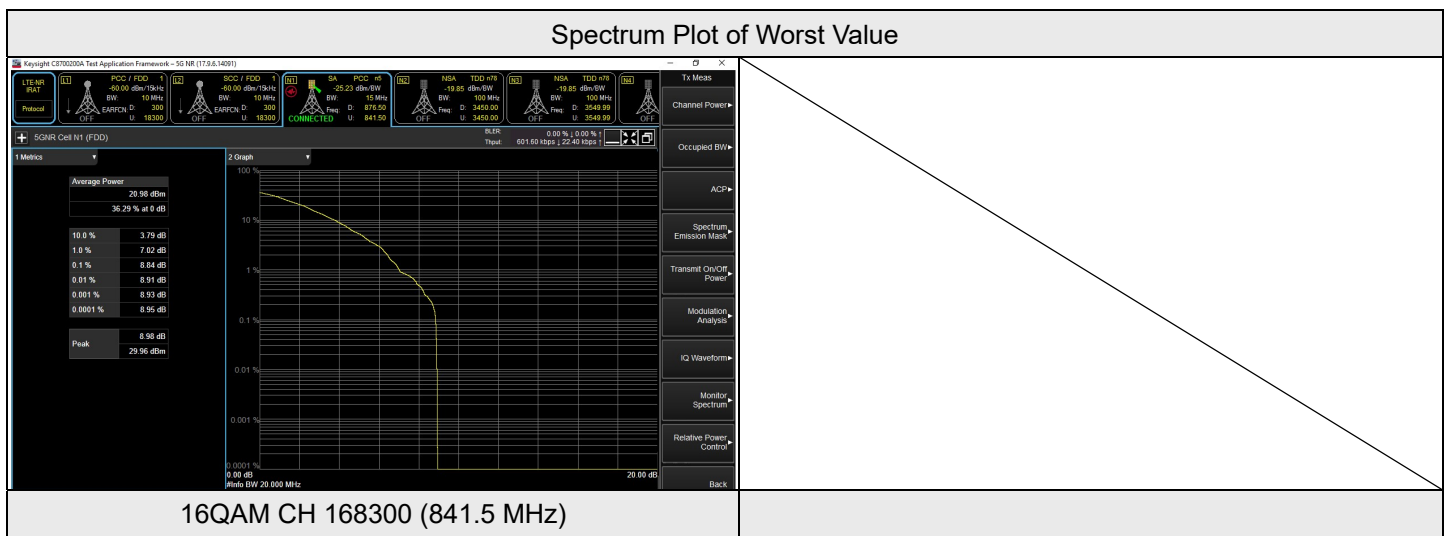 Spectrum Plot of Worst Value
Keysight C8700200A Test Application Framework – 5G NR (17.9.6.14091)
LTE-NR IRAT
Protocol
L1 PCC / FDD 1
-60.00 dBm/15kHz
BW: 10 MHz
EARFCN: D: 300
OFF U: 18300
L2 SCC / FDD 1
-60.00 dBm/15kHz
BW: 10 MHz
EARFCN: D: 300
OFF U: 18300
N1 SA PCC n5
-25.23 dBm/BW
BW: 15 MHz
Freq: D: 876.50
CONNECTED U: 841.50
N2 NSA TDD n78
-19.85 dBm/BW
BW: 100 MHz
Freq: D: 3450.00
OFF U: 3450.00
N3 NSA TDD n78
-19.85 dBm/BW
BW: 100 MHz
Freq: D: 3549.99
OFF U: 3549.99
N4
OFF
5GNR Cell N1 (FDD)
BLER: 0.00 % ↓ 0.00 % ↑
Thput: 601.60 kbps ↓ 22.40 kbps ↑
1 Metrics
Average Power
20.98 dBm
36.29 % at 0 dB
10.0 % 3.79 dB
1.0 % 7.02 dB
0.1 % 8.84 dB
0.01 % 8.91 dB
0.001 % 8.93 dB
0.0001 % 8.95 dB
Peak 8.98 dB
29.96 dBm
2 Graph
100 %
10 %
1 %
0.1 %
0.01 %
0.001 %
0.0001 %
0.00 dB 20.00 dB
#Info BW 20.000 MHz
Tx Meas
Channel Power
Occupied BW
ACP
Spectrum
Emission Mask
Transmit On/Off
Power
Modulation
Analysis
IQ Waveform
Monitor
Spectrum
Relative Power
Control
Back
16QAM CH 168300 (841.5 MHz)